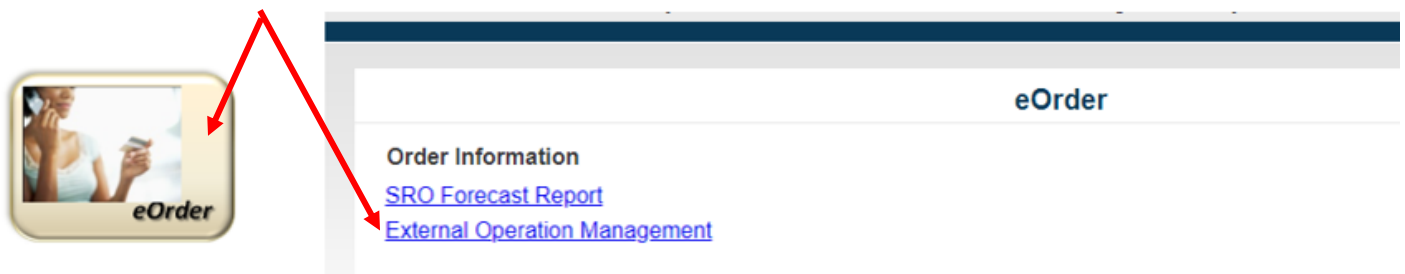 eOrder
eOrder
Order Information
SRO Forecast Report
External Operation Management